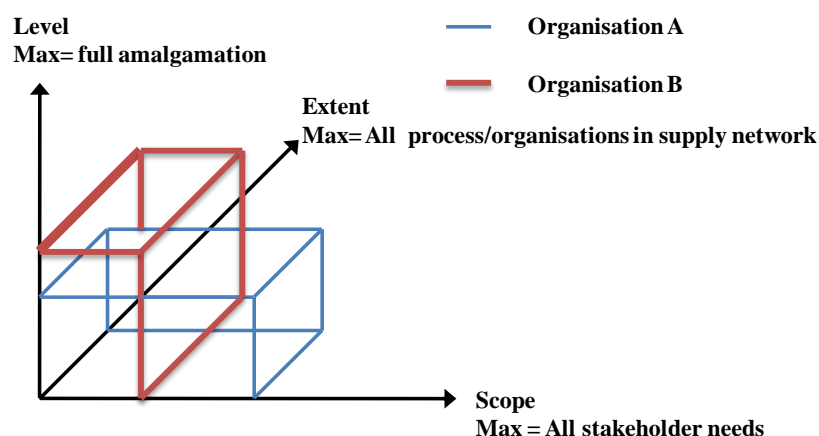 Level
Max= full amalgamation
Organisation A
Organisation B
Extent
Max= All process/organisations in supply network
Scope
Max = All stakeholder needs